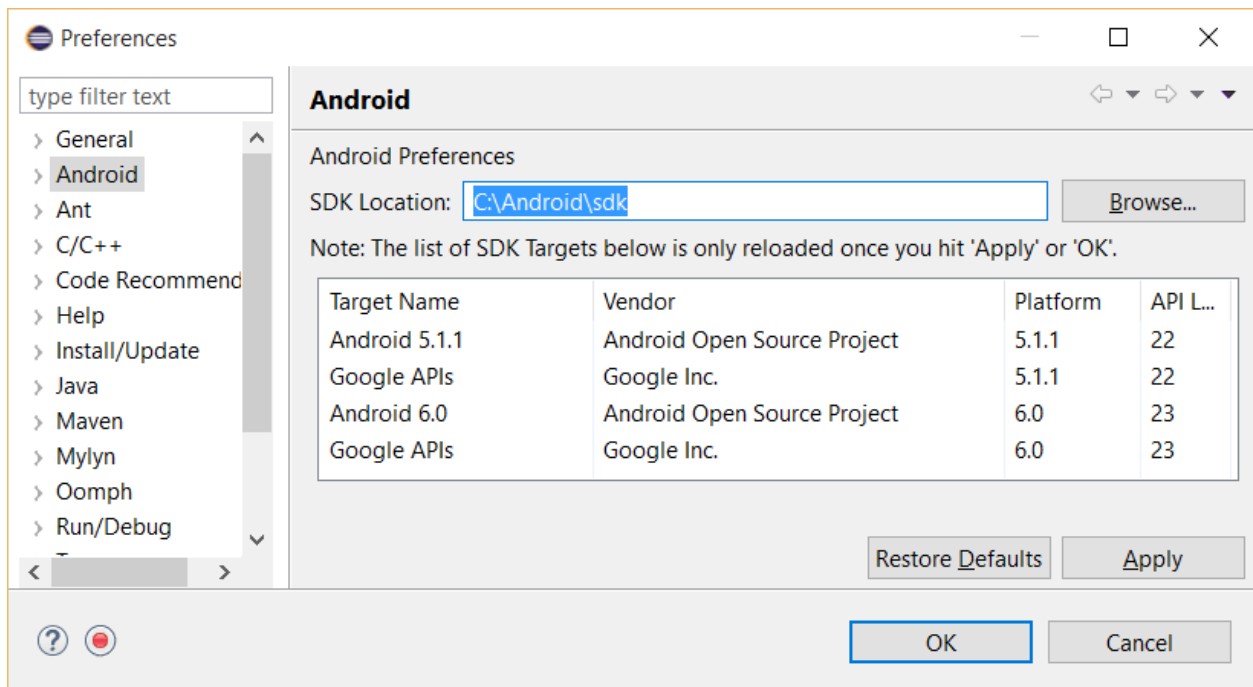 Preferences
type filter text
General
Android
Ant
C/C++
Code Recommend
Help
Install/Update
Java
Maven
Mylyn
Oomph
Run/Debug
Android
Android Preferences
SDK Location: C:\Android\sdk Browse...
Note: The list of SDK Targets below is only reloaded once you hit 'Apply' or 'OK'.
Target Name Vendor Platform API L...
Android 5.1.1 Android Open Source Project 5.1.1 22
Google APIs Google Inc. 5.1.1 22
Android 6.0 Android Open Source Project 6.0 23
Google APIs Google Inc. 6.0 23
Restore Defaults Apply
OK Cancel